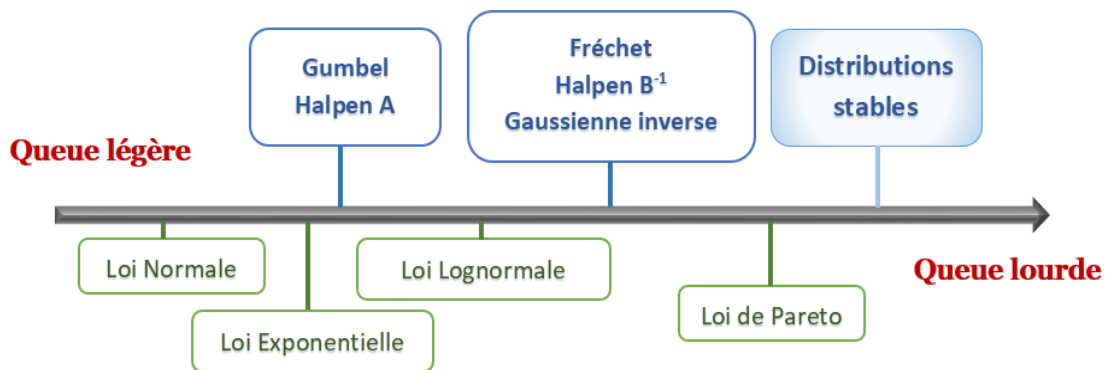 Gumbel
Halpen A
Fréchet
Halpen B⁻¹
Gaussienne inverse
Distributions
stables
Queue légère
Loi Normale
Loi Lognormale
Queue lourde
Loi Exponentielle
Loi de Pareto